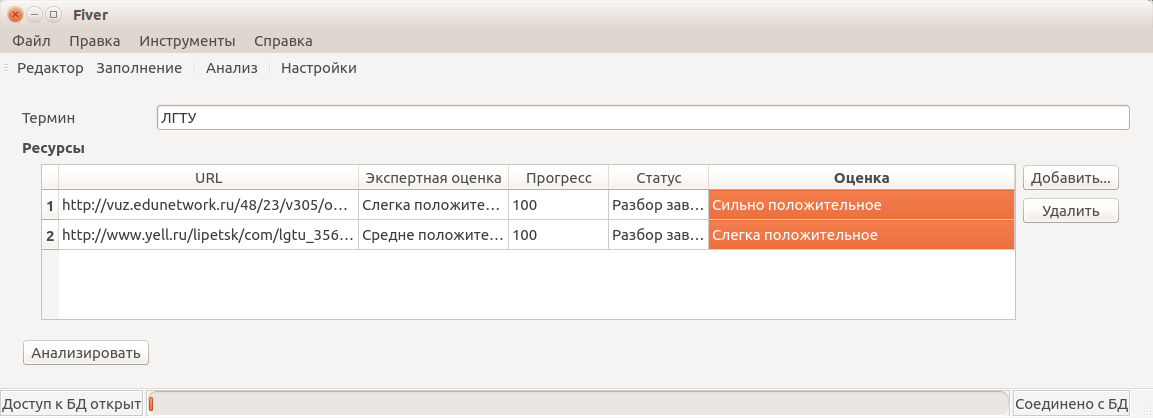 Fiver
Файл Правка Инструменты Справка
Редактор Заполнение Анализ Настройки
Термин ЛГТУ
Ресурсы
URL Экспертная оценка Прогресс Статус Оценка
1 http://vuz.edunetwork.ru/48/23/v305/o... Слегка положите... 100 Разбор зав... Сильно положительное
2 http://www.yell.ru/lipetsk/com/lgtu_356... Средне положите... 100 Разбор зав... Слегка положительное
Добавить...
Удалить
Анализировать
Доступ к БД открыт Соединено с БД